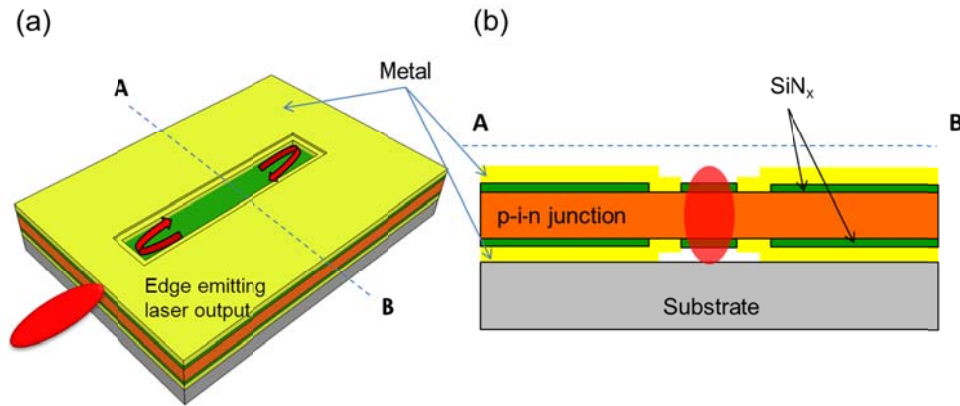 (a)
(b)
Metal
SiNx
A
A
B
p-i-n junction
Edge emitting
laser output
B
Substrate